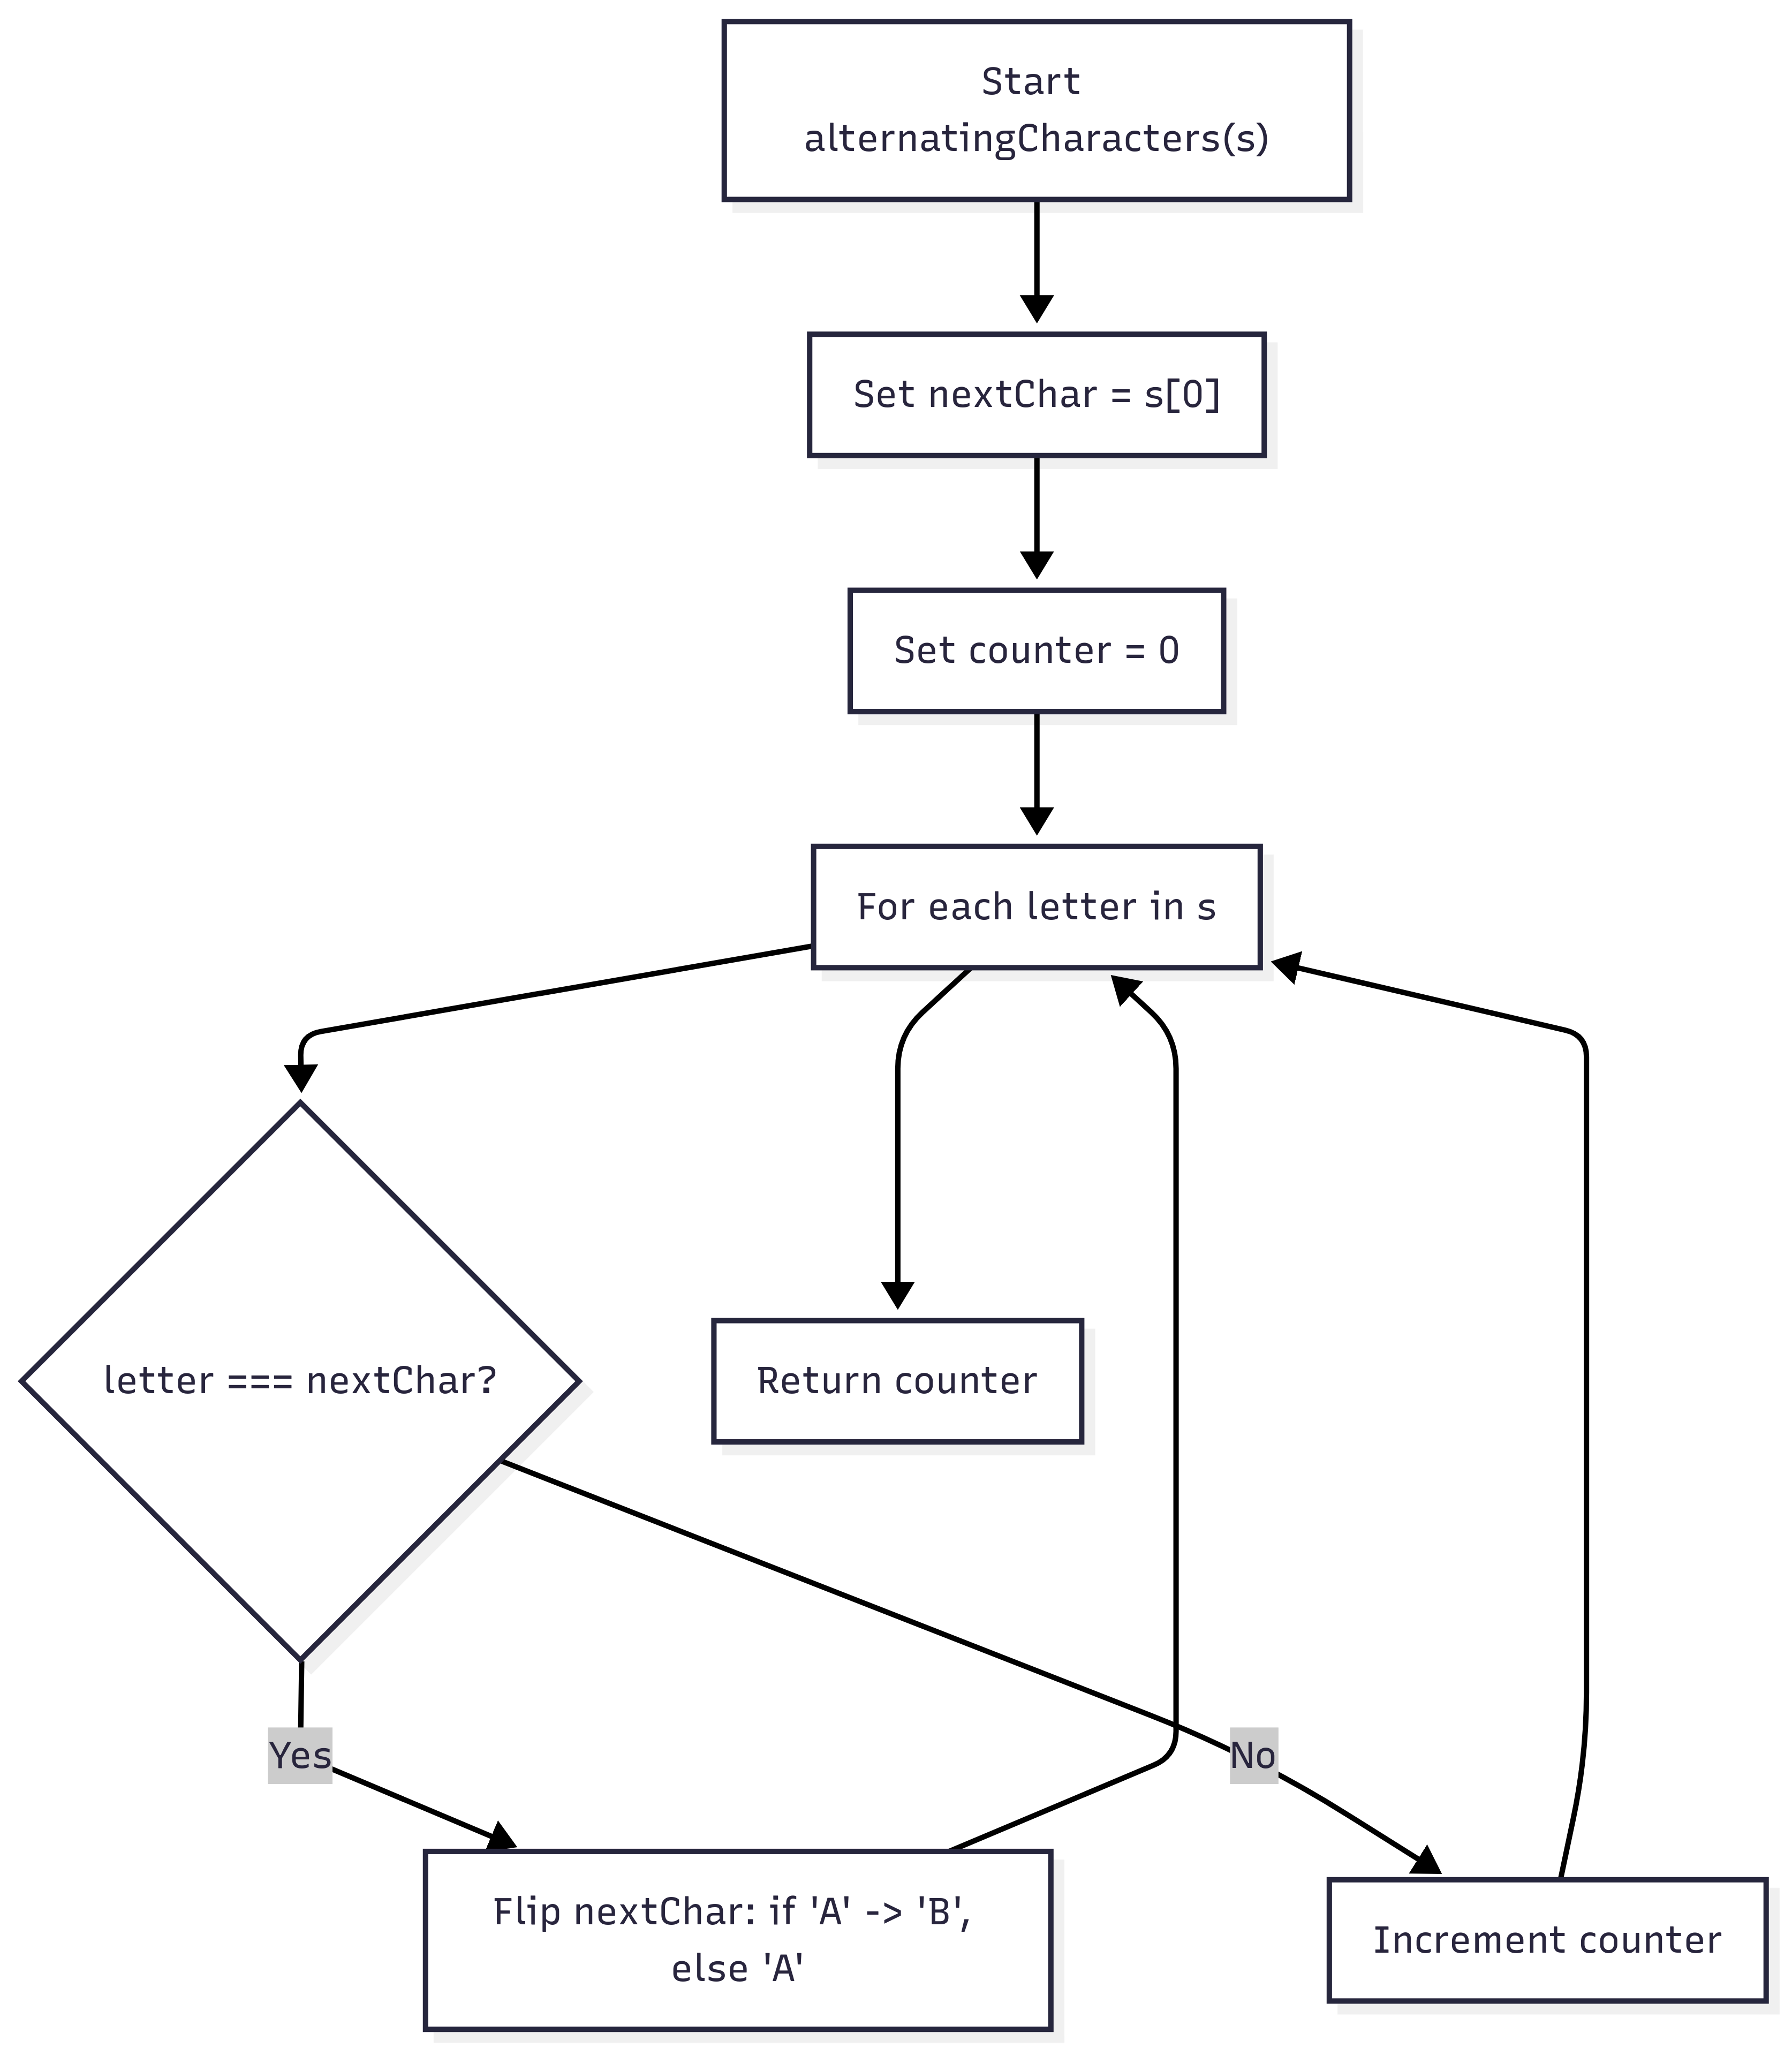 Start
alternatingCharacters(s)
Set nextChar = s[0]
Set counter = 0
For each letter in s
letter === nextChar?
Return counter
Yes
No
Flip nextChar: if 'A' -> 'B',
else 'A'
Increment counter